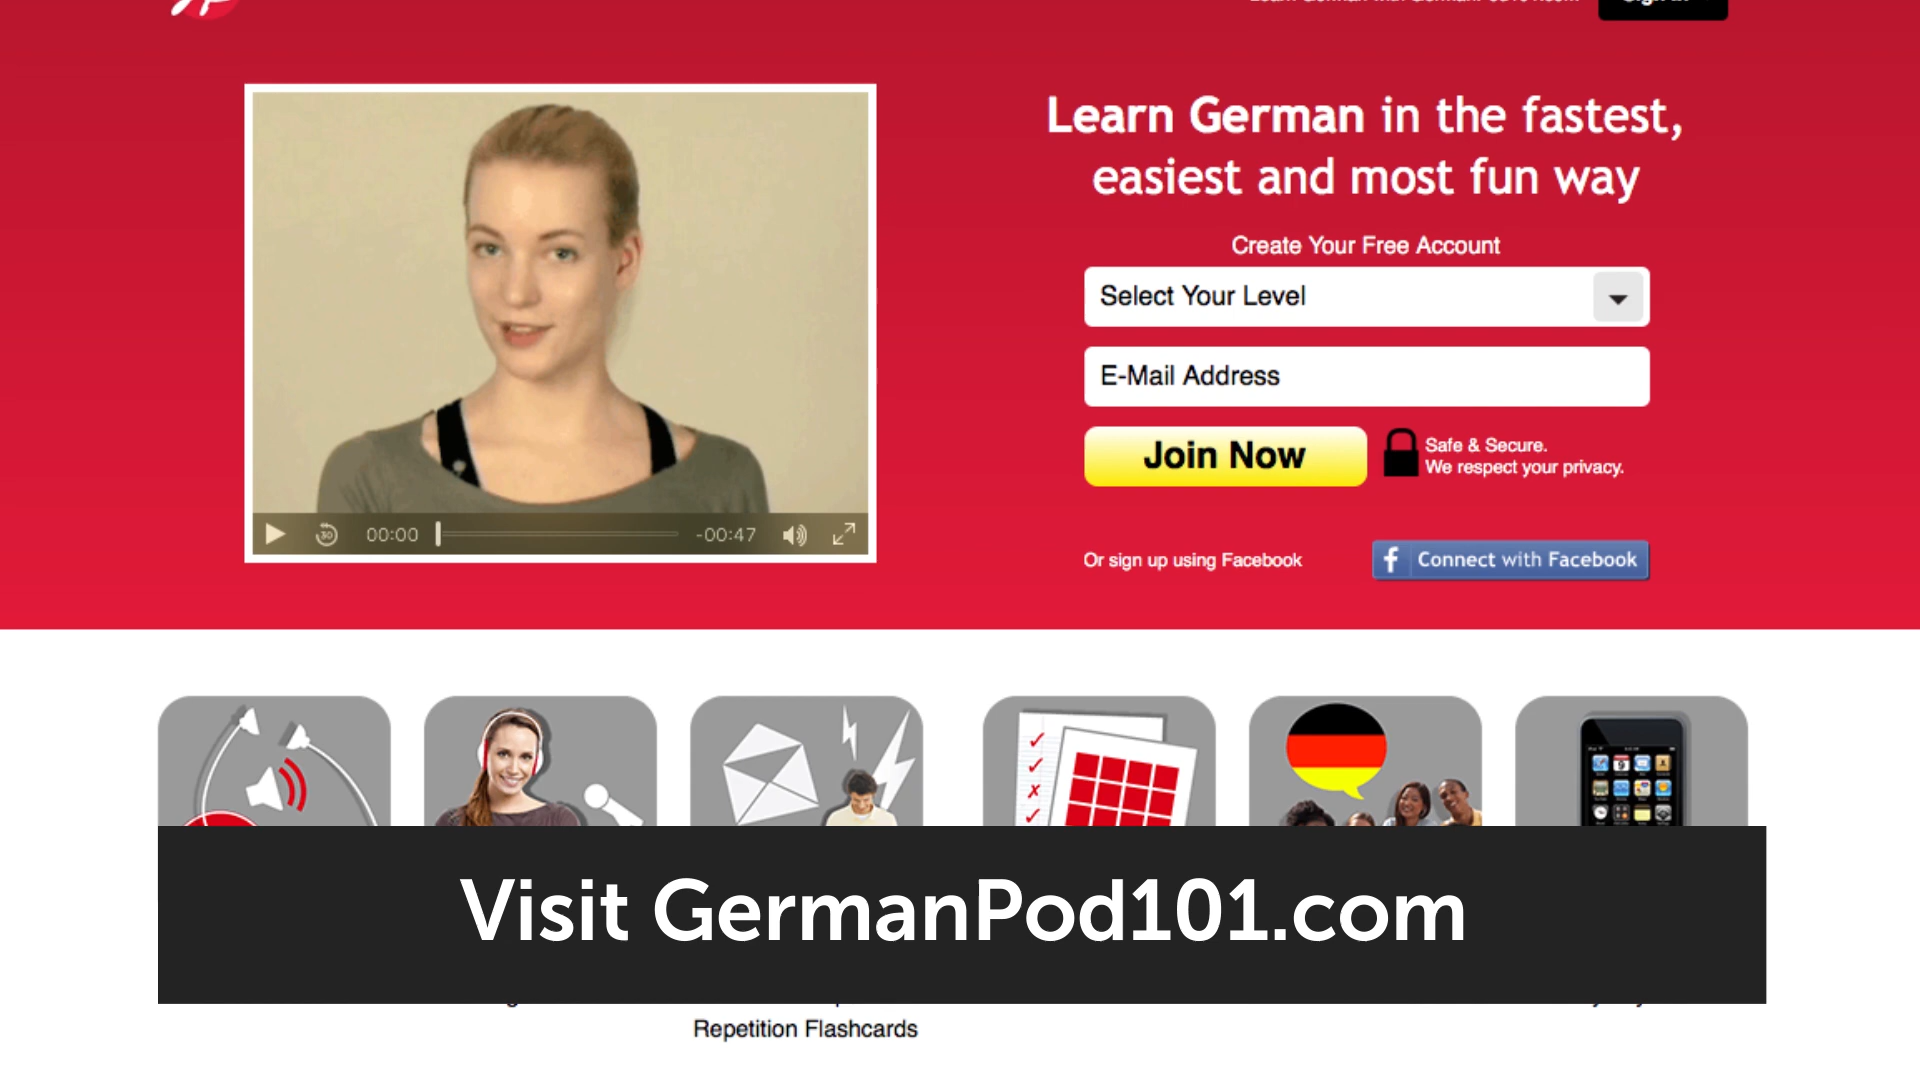 Learn German in the fastest,
easiest and most fun way
Create Your Free Account
Select Your Level
E-Mail Address
Join Now
Safe & Secure.
We respect your privacy.
30
00:00
-00:47
Or sign up using Facebook
f Connect with Facebook
Visit GermanPod101.com
Repetition Flashcards